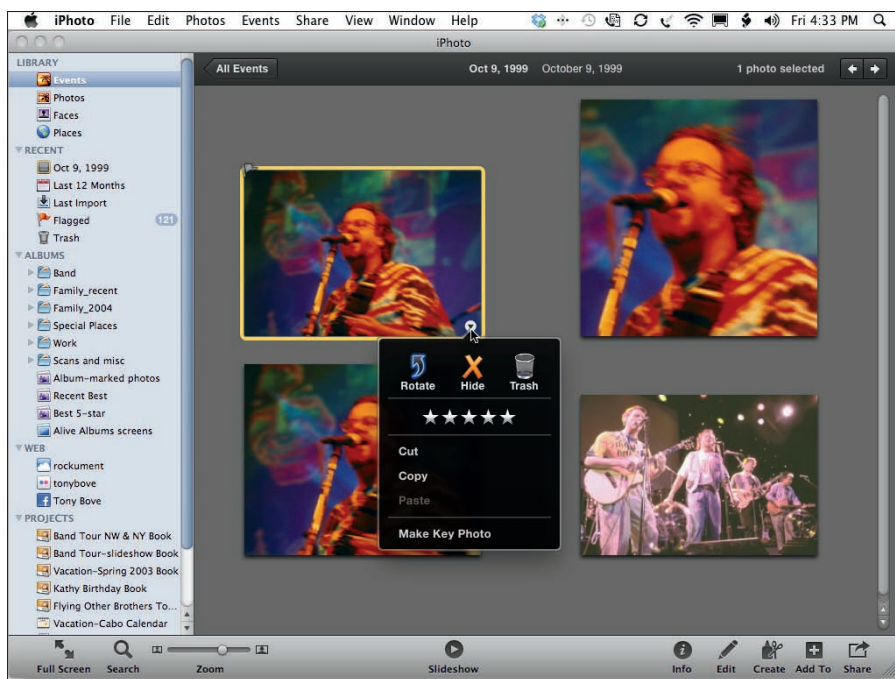 iPhoto File Edit Photos Events Share View Window Help Fri 4:33 PM
iPhoto
LIBRARY
Events
Photos
Faces
Places
RECENT
Oct 9, 1999
Last 12 Months
Last Import
Flagged 121
Trash
ALBUMS
Band
Family_recent
Family_2004
Special Places
Work
Scans and misc
Album-marked photos
Recent Best
Best 5-star
Alive Albums screens
WEB
rockument
tonybove
Tony Bove
PROJECTS
Band Tour NW & NY Book
Band Tour-slideshow Book
Vacation-Spring 2003 Book
Kathy Birthday Book
Flying Other Brothers To...
Vacation-Cabo Calendar
All Events Oct 9, 1999 October 9, 1999 1 photo selected
Rotate Hide Trash
★★★★★
Cut
Copy
Paste
Make Key Photo
Full Screen Search Zoom Slideshow Info Edit Create Add To Share